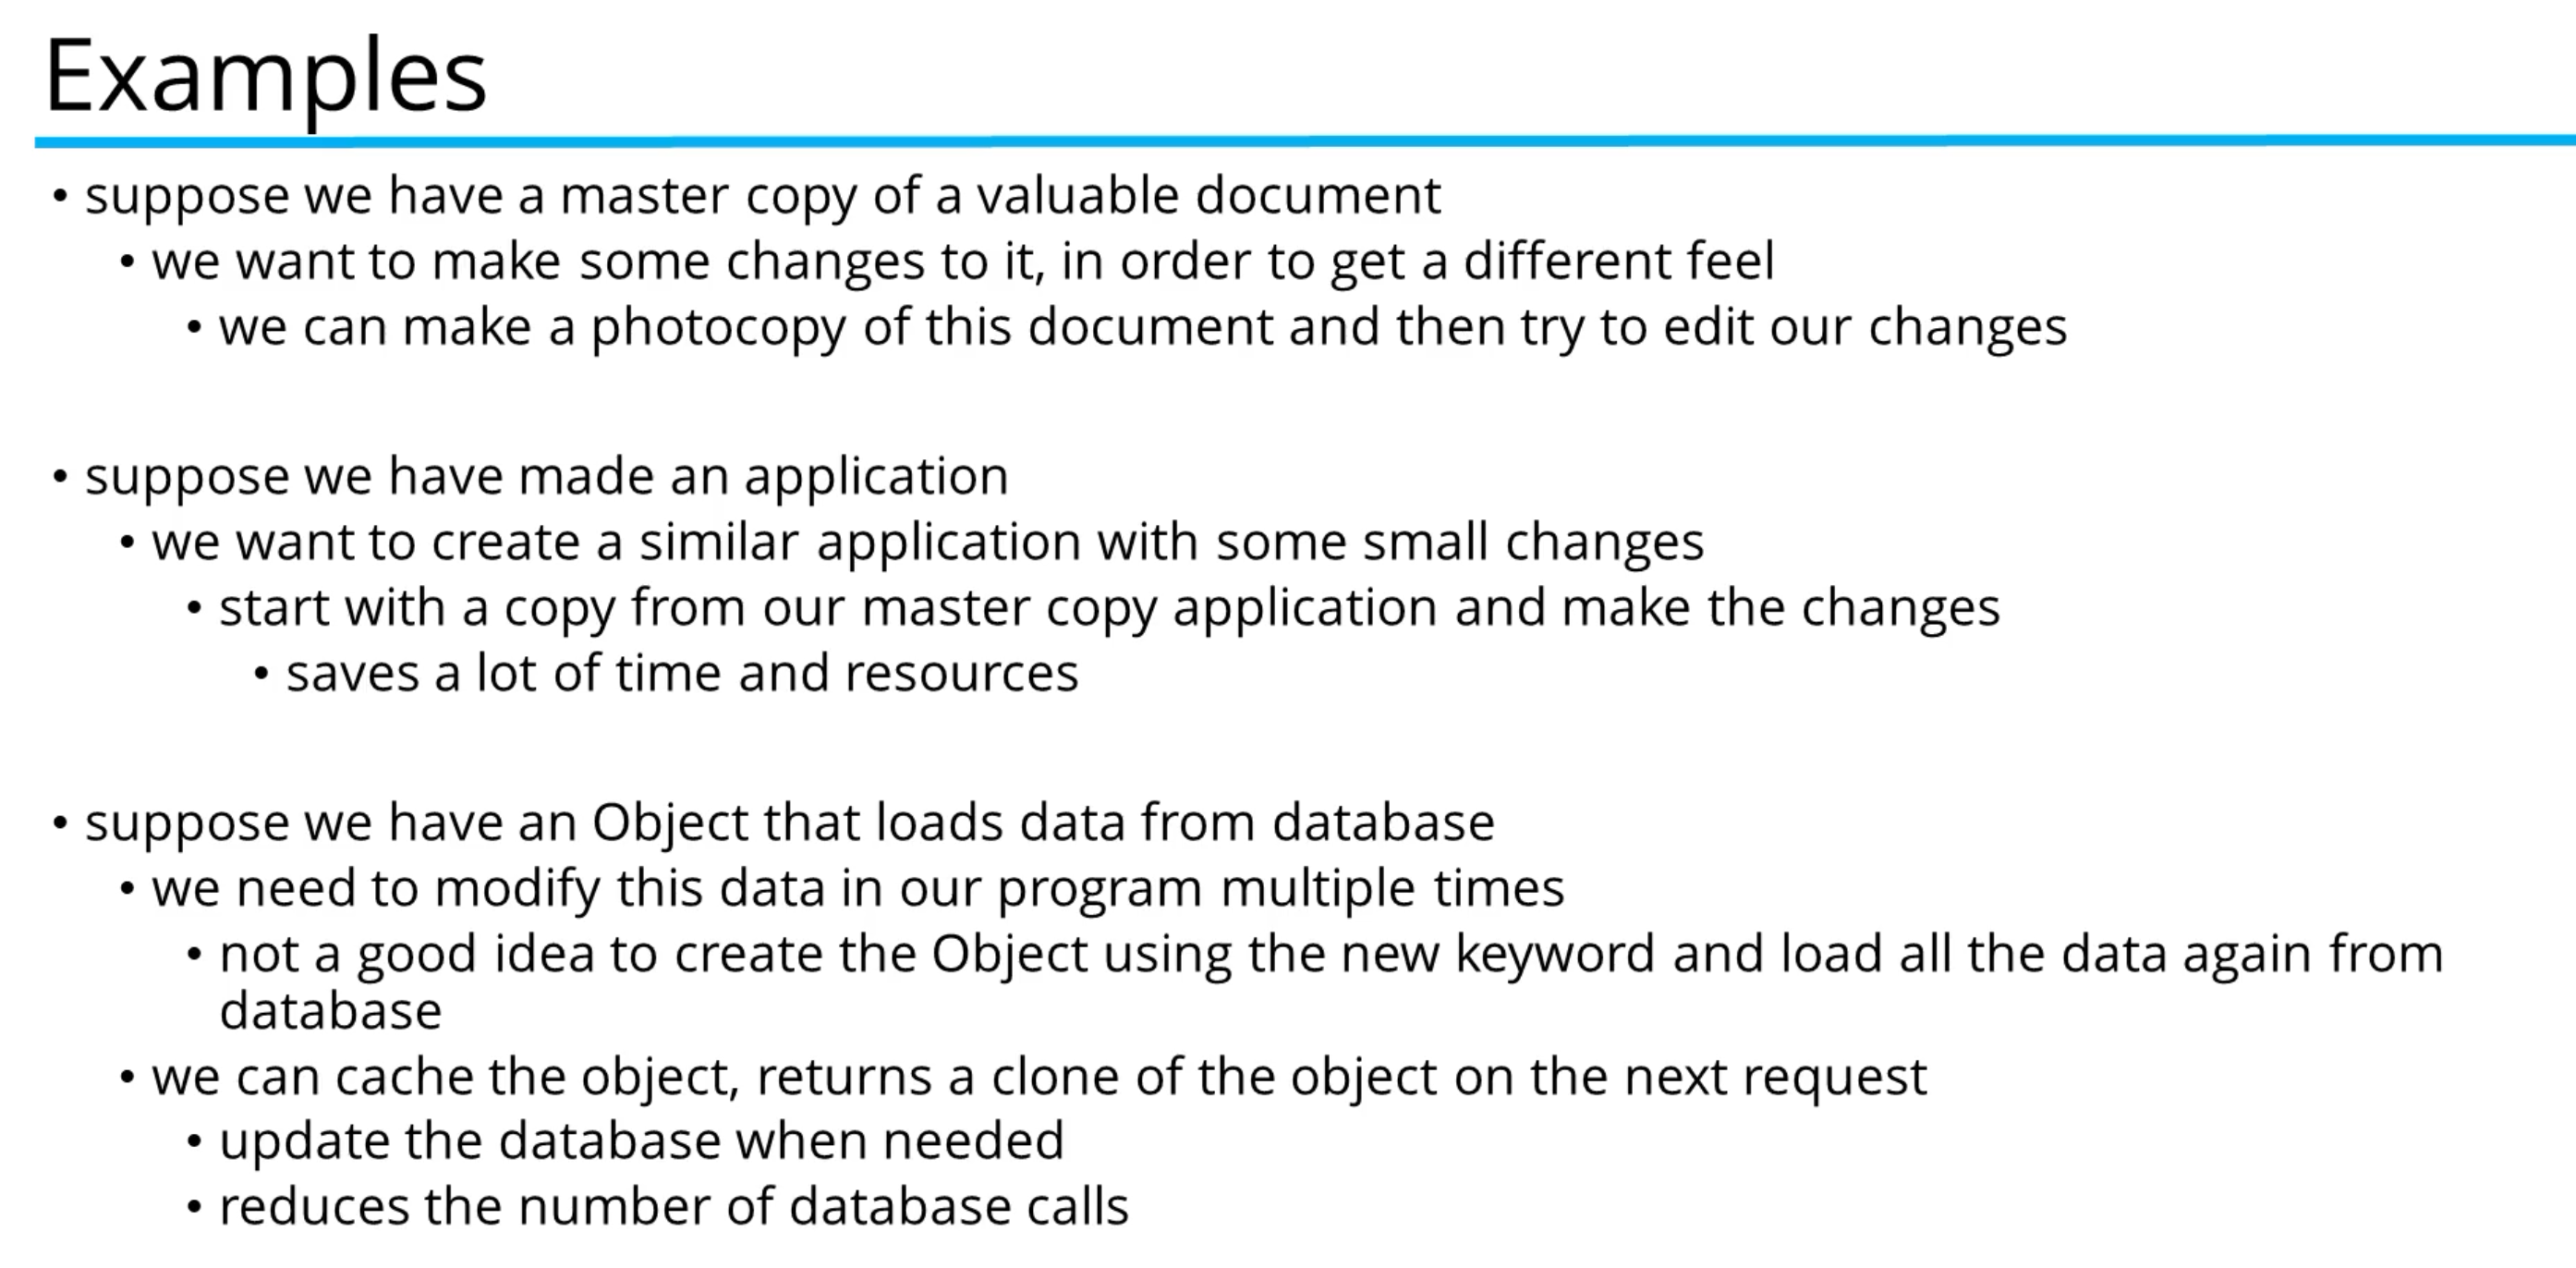 Examples
• suppose we have a master copy of a valuable document
• we want to make some changes to it, in order to get a different feel
• we can make a photocopy of this document and then try to edit our changes
• suppose we have made an application
• we want to create a similar application with some small changes
• start with a copy from our master copy application and make the changes
• saves a lot of time and resources
• suppose we have an Object that loads data from database
• we need to modify this data in our program multiple times
• not a good idea to create the Object using the new keyword and load all the data again from
database
• we can cache the object, returns a clone of the object on the next request
• update the database when needed
• reduces the number of database calls